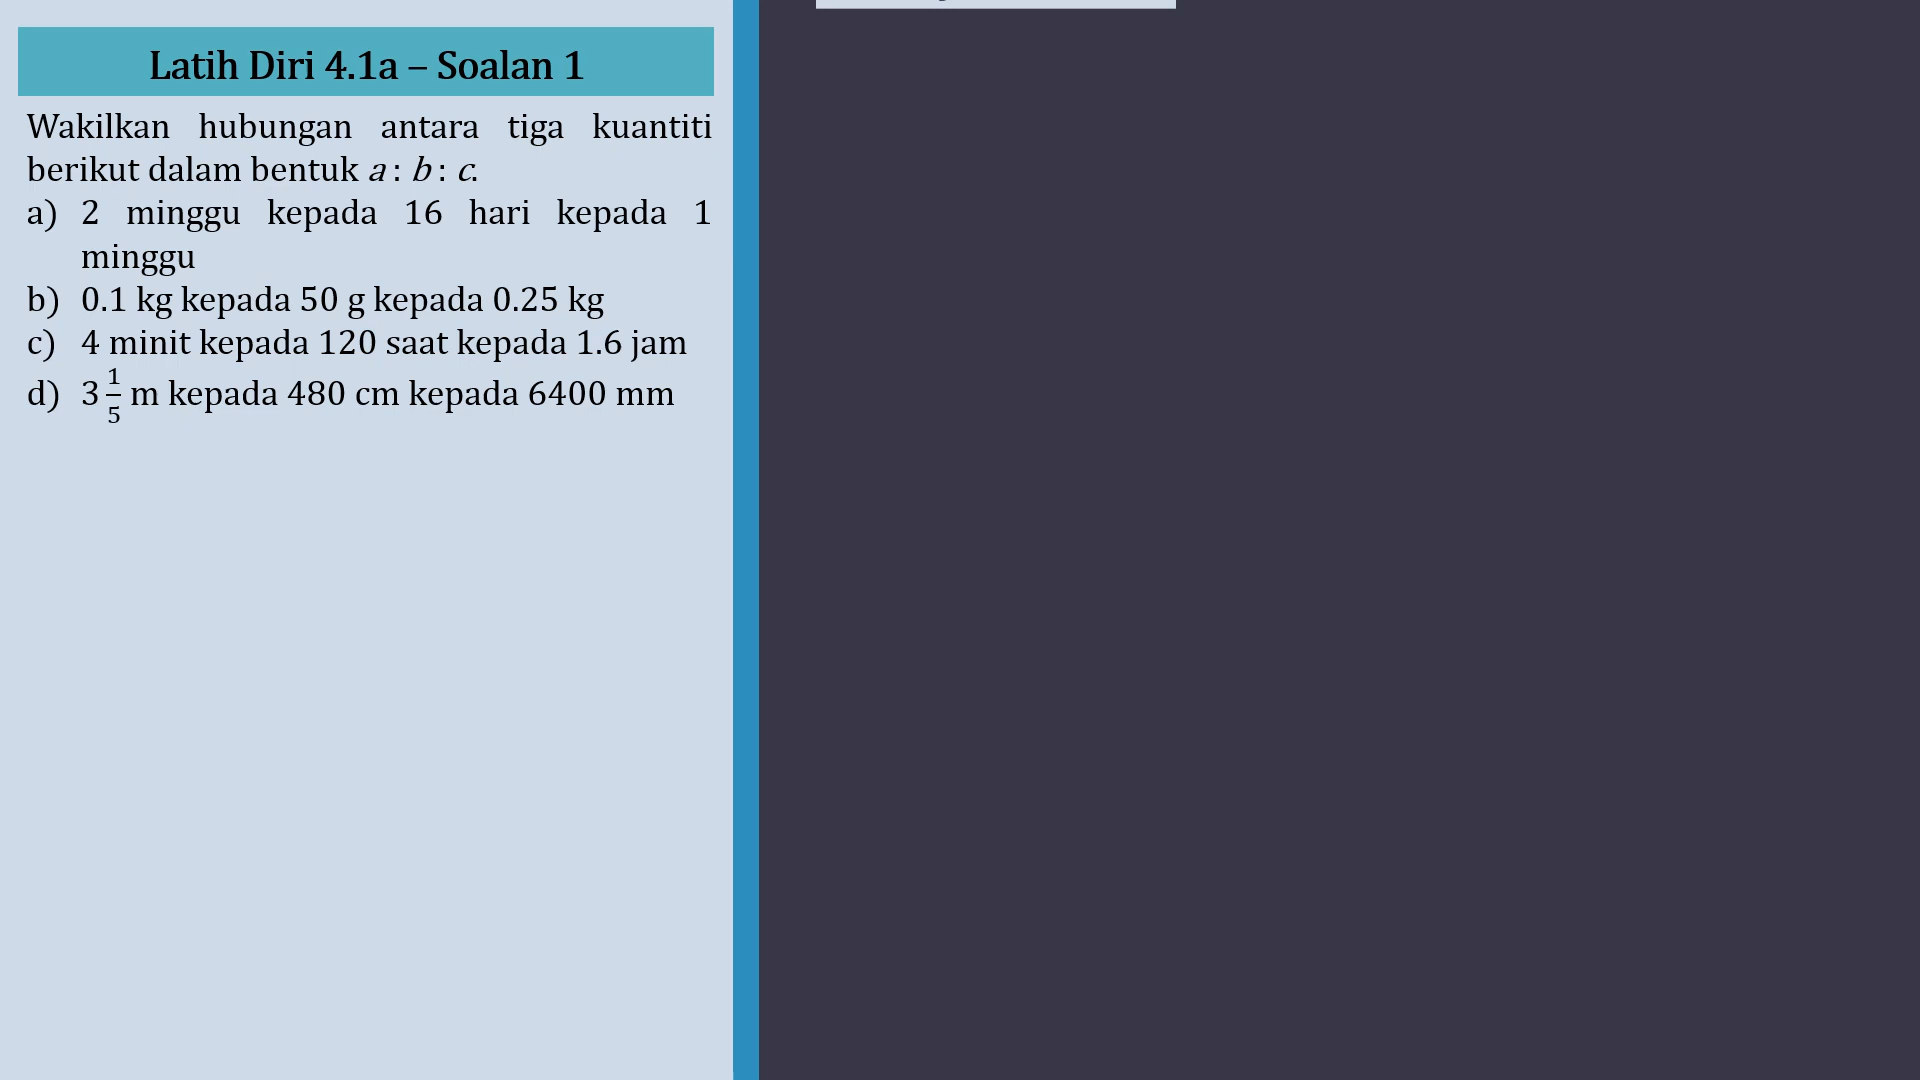 Latih Diri 4.1a – Soalan 1
Wakilkan hubungan antara tiga kuantiti
berikut dalam bentuk a : b : c.
a) 2 minggu kepada 16 hari kepada 1
minggu
b) 0.1 kg kepada 50 g kepada 0.25 kg
c) 4 minit kepada 120 saat kepada 1.6 jam
d) 3 1/5 m kepada 480 cm kepada 6400 mm